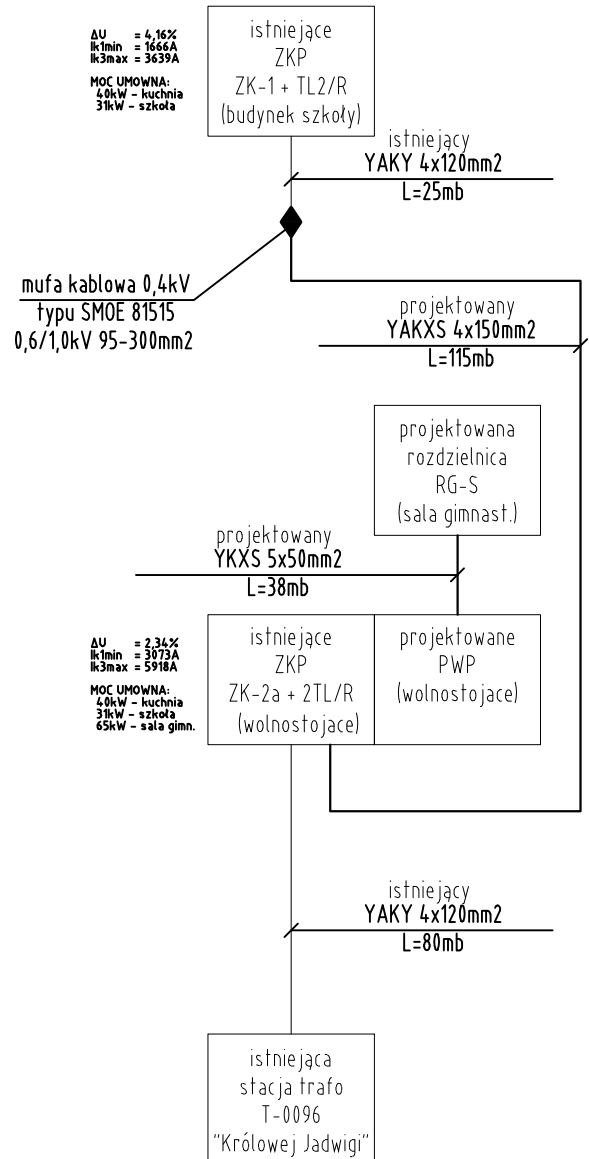 ΔU = 4,16%
Ik1min = 1666A
Ik3max = 3639A
MOC UMOWNA:
40kW - kuchnia
31kW - szkoła
istniejące
ZKP
ZK-1 + TL2/R
(budynek szkoły)
istniejący
YAKY 4x120mm2
L=25mb
mufa kablowa 0,4kV
typu SMOE 81515
0,6/1,0kV 95-300mm2
projektowany
YAKXS 4x150mm2
L=115mb
projektowana
rozdzielnica
RG-S
(sala gimnast.)
projektowany
YKXS 5x50mm2
L=38mb
ΔU = 2,34%
Ik1min = 3073A
Ik3max = 5918A
MOC UMOWNA:
40kW - kuchnia
31kW - szkoła
65kW - sala gimn.
istniejące
ZKP
ZK-2a + 2TL/R
(wolnostojące)
projektowane
PWP
(wolnostojace)
istniejący
YAKY 4x120mm2
L=80mb
istniejąca
stacja trafo
T-0096
"Królowej Jadwigi"